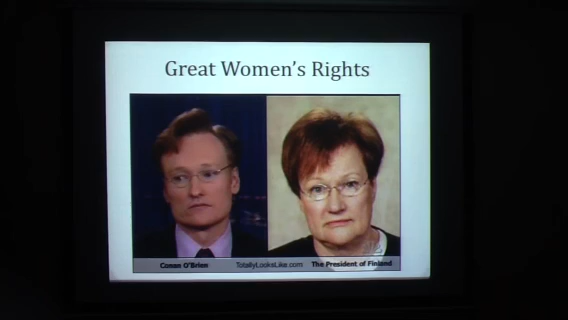 Great Women's Rights
Conan O'Brien TotallyLooksLike.com The President of Finland